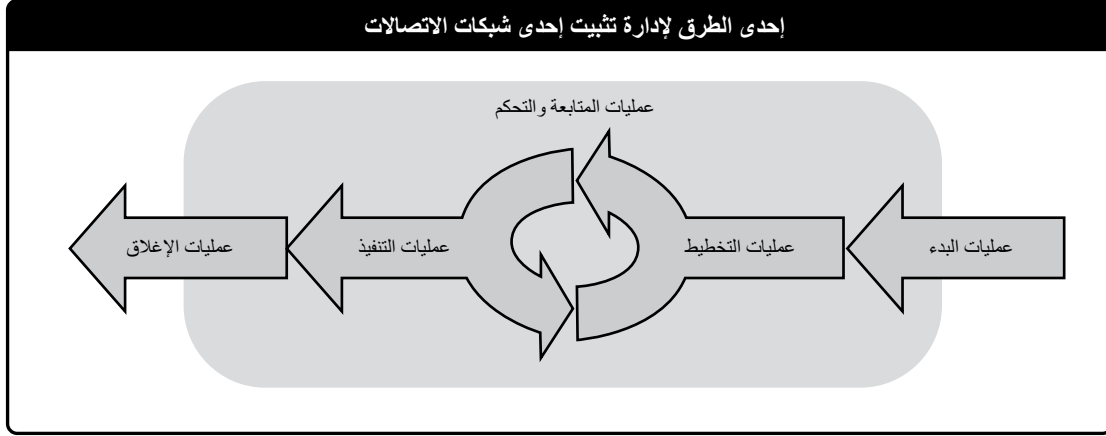 إحدى الطرق لإدارة تثبيت إحدى شبكات الاتصالات
عمليات المتابعة والتحكم
عمليات البدء
عمليات التخطيط
عمليات التنفيذ
عمليات الإغلاق